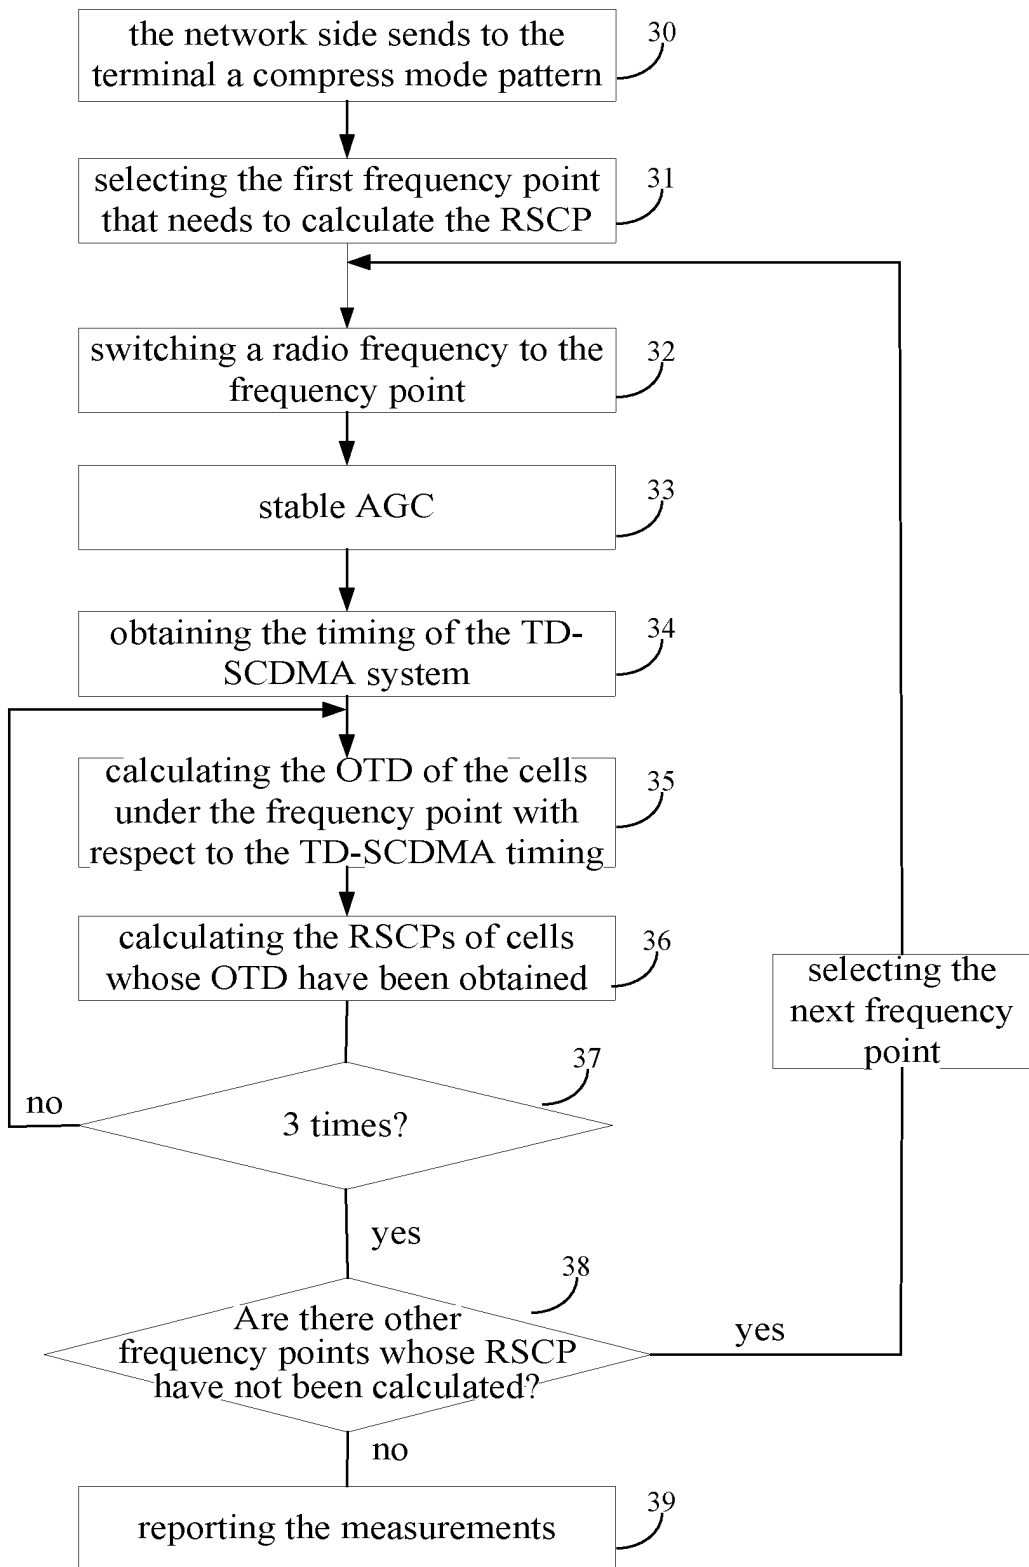 the network side sends to the
terminal a compress mode pattern
30
selecting the first frequency point
that needs to calculate the RSCP
31
switching a radio frequency to the
frequency point
32
stable AGC
33
obtaining the timing of the TD-
SCDMA system
34
calculating the OTD of the cells
under the frequency point with
respect to the TD-SCDMA timing
35
calculating the RSCPs of cells
whose OTD have been obtained
36
selecting the
next frequency
point
37
3 times?
no
yes
38
Are there other
frequency points whose RSCP
have not been calculated?
yes
no
reporting the measurements
39